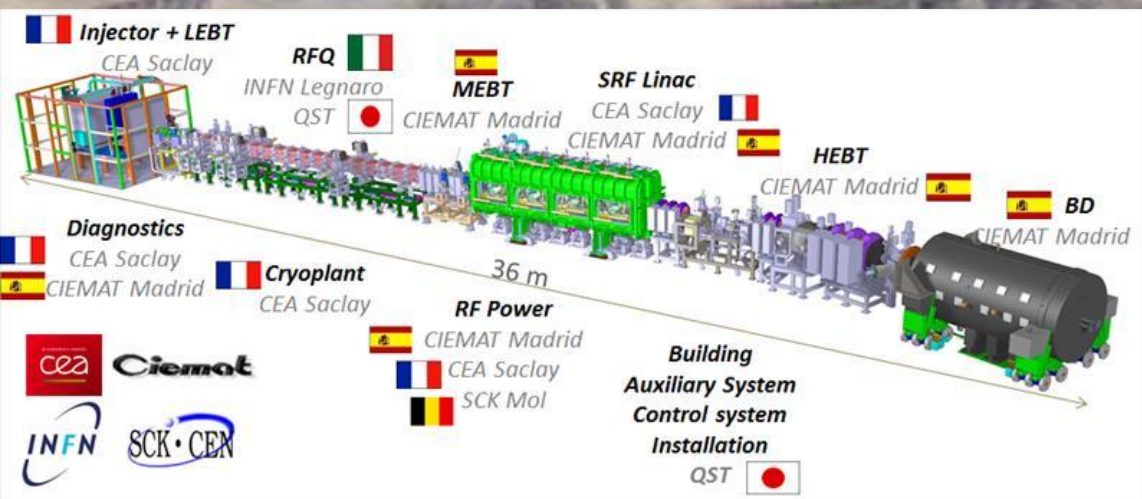 Injector + LEBT
CEA Saclay
RFQ
INFN Legnaro
QST
MEBT
CIEMAT Madrid
SRF Linac
CEA Saclay
CIEMAT Madrid
HEBT
CIEMAT Madrid
BD
CIEMAT Madrid
Diagnostics
CEA Saclay
CIEMAT Madrid
Cryoplant
CEA Saclay
36 m
RF Power
CIEMAT Madrid
CEA Saclay
SCK Mol
Building
Auxiliary System
Control system
Installation
QST
cea
Ciemat
INFN
SCK•CEN